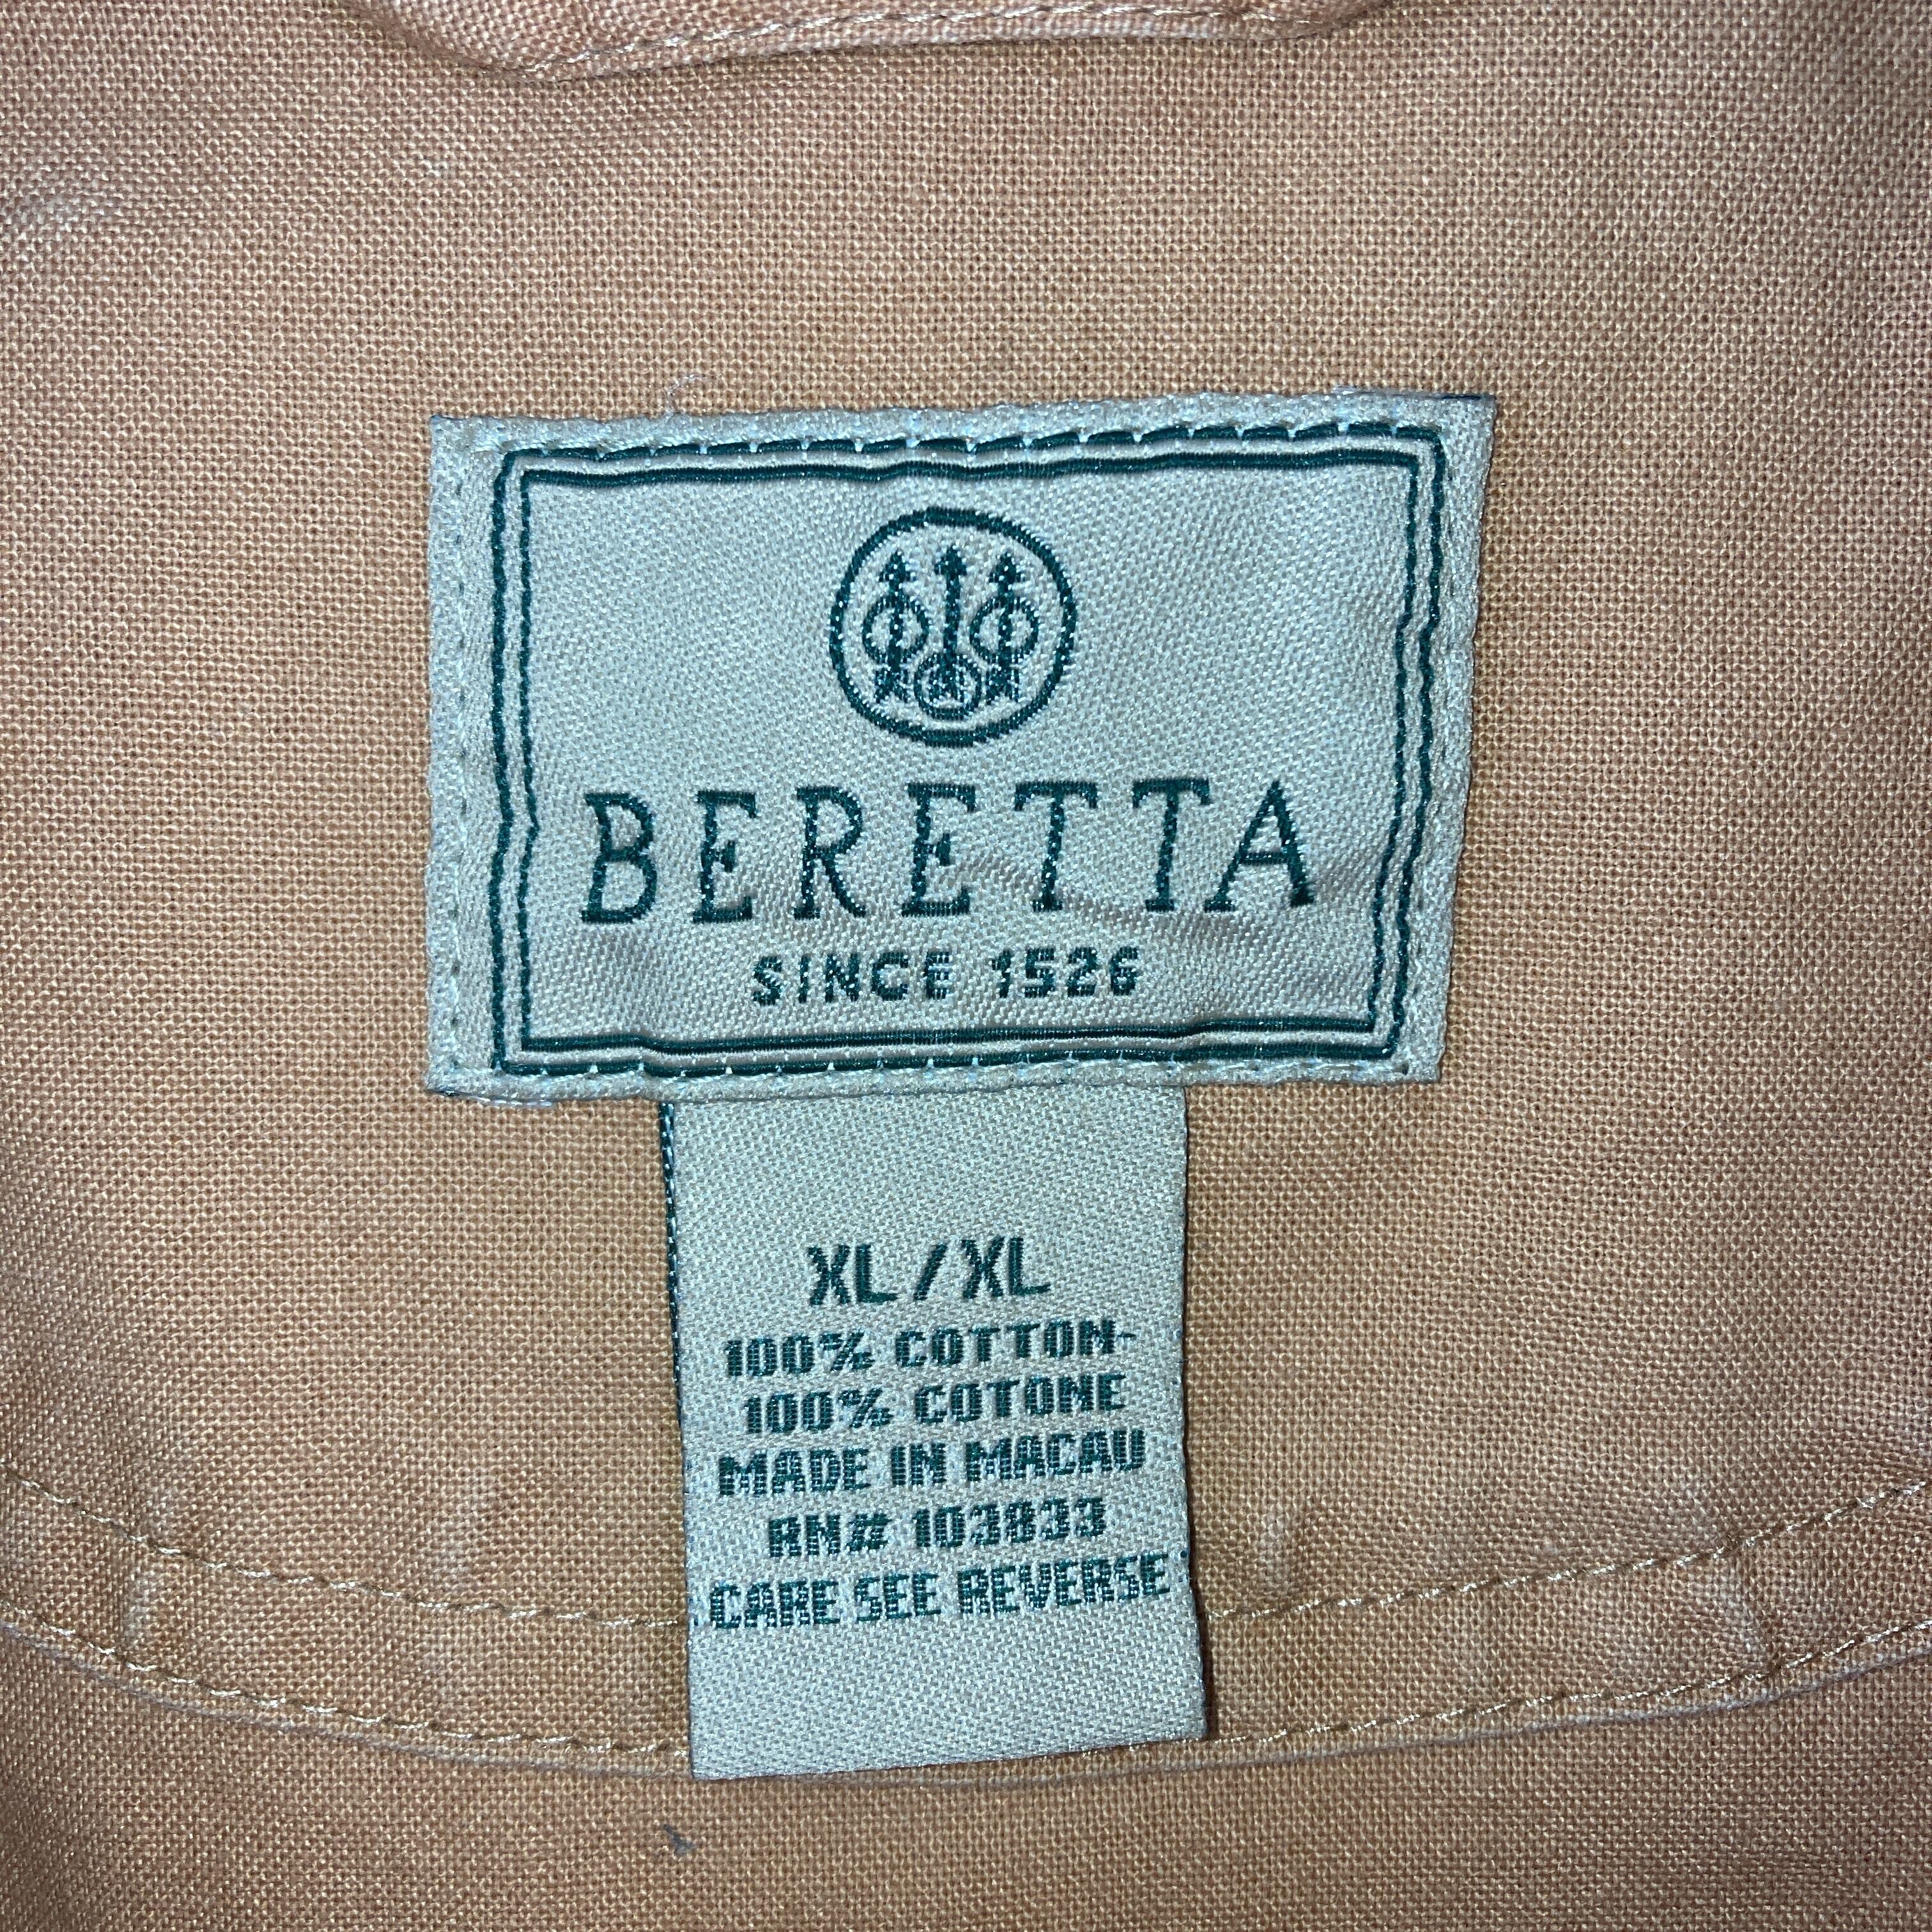 BERETTA
SINCE 1526
XL/XL
100% COTTON-
100% COTONE
MADE IN MACAU
RN# 103833
CARE SEE REVERSE